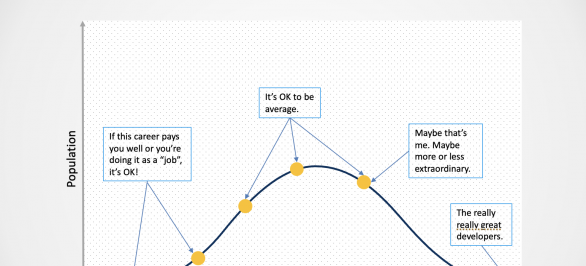 It's OK to be
average.
Maybe that's
me. Maybe
more or less
extraordinary.
If this career pays
you well or you're
doing it as a "job",
it's OK!
Population
The really
really great
developers.